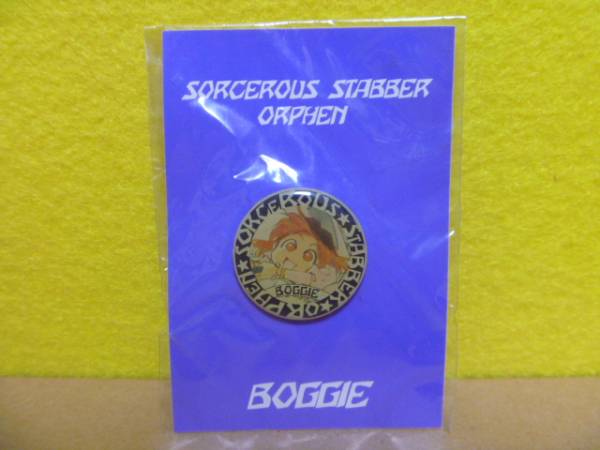 SORCEROUS STABBER
ORPHEN
SORCEROUS★STABBER★ORPHEN★
BOGGIE
BOGGIE